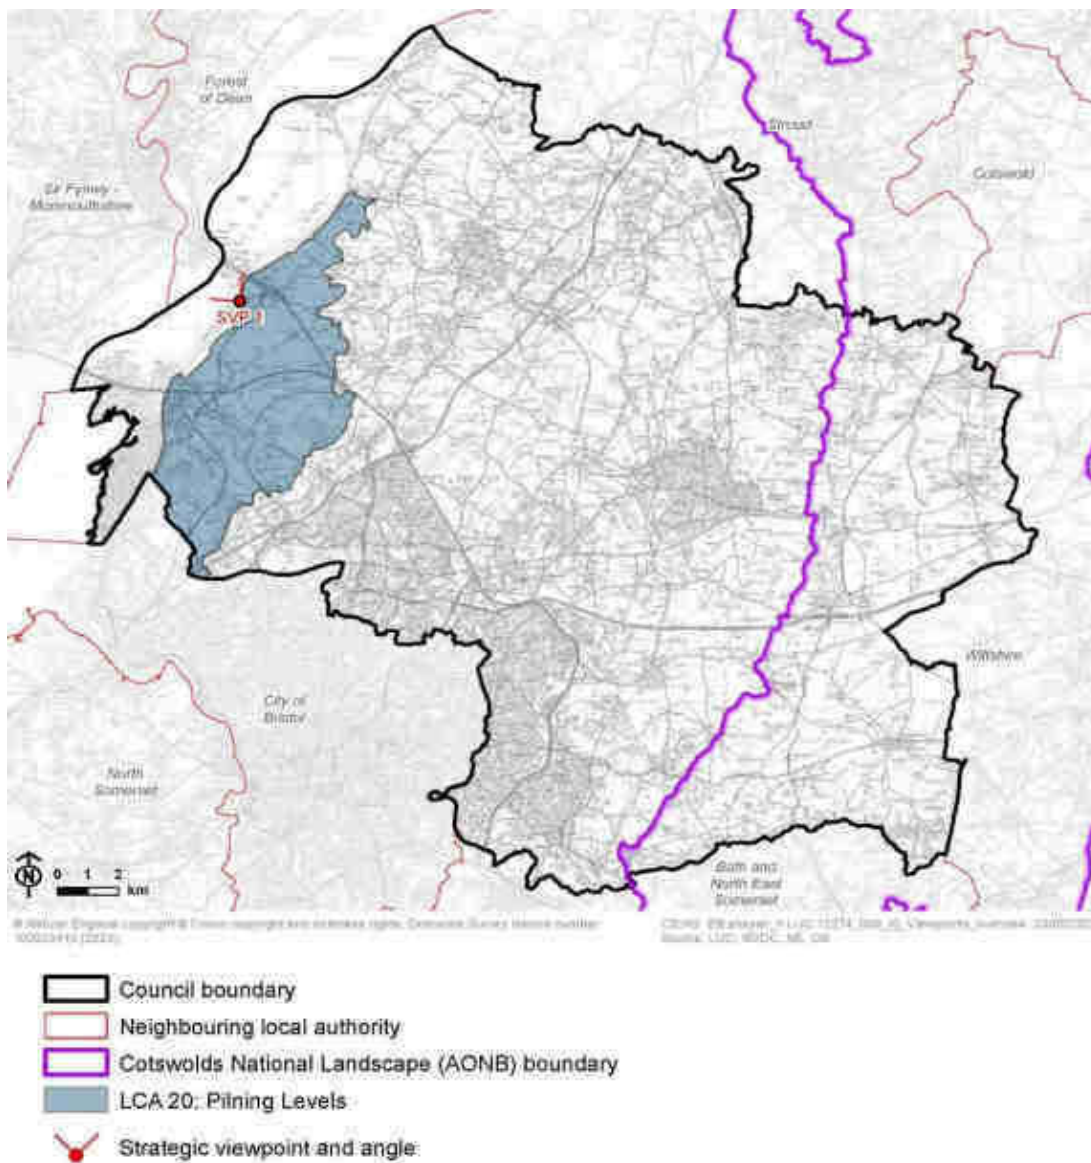 Forest
of Dean
Stroud
Cotswold
Sir Fynwy -
Monmouthshire
SVP 1
Wiltshire
City of
Bristol
North
Somerset
Bath and
North East
Somerset
N
0 1 2
km
Council boundary
Neighbouring local authority
Cotswolds National Landscape (AONB) boundary
LCA 20: Pilning Levels
Strategic viewpoint and angle